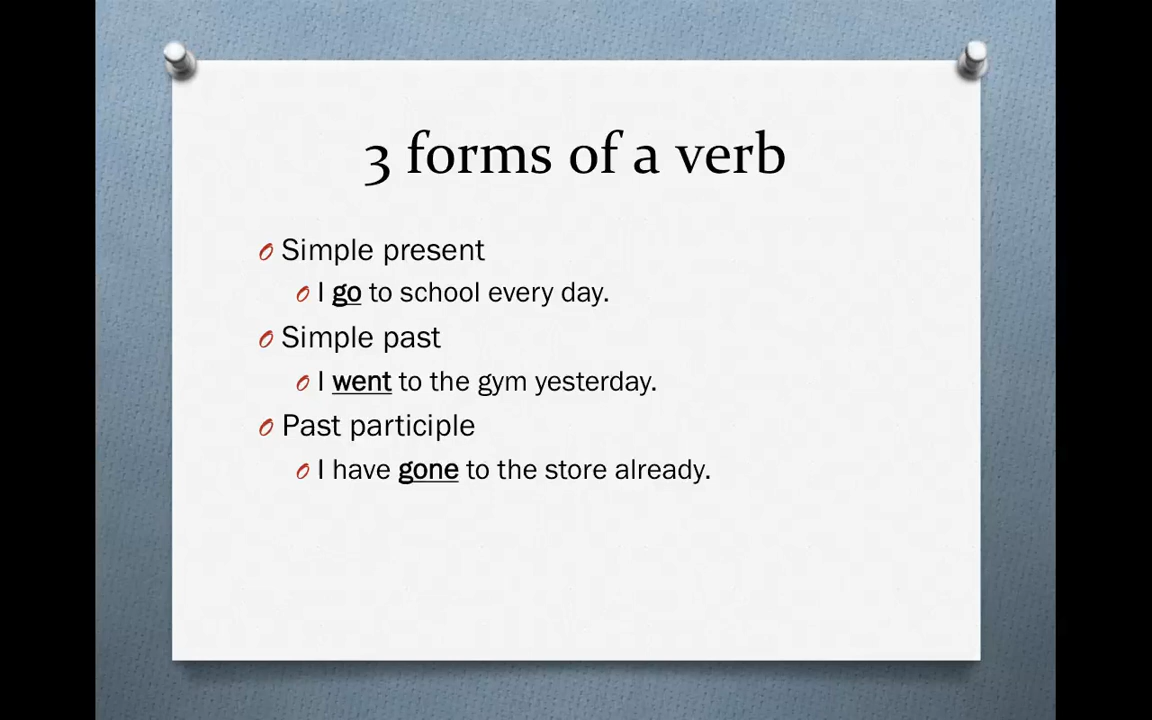 3 forms of a verb
Simple present
I go to school every day.
Simple past
I went to the gym yesterday.
Past participle
I have gone to the store already.